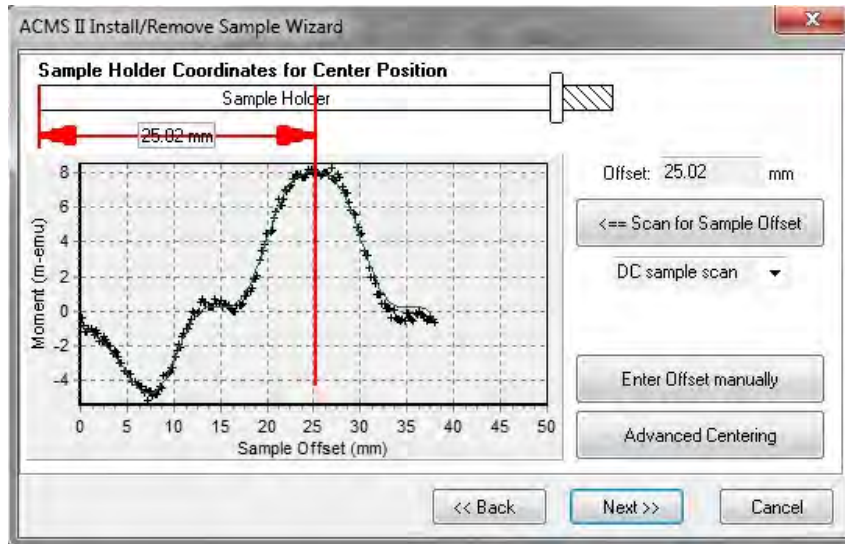 ACMS II Install/Remove Sample Wizard
Sample Holder Coordinates for Center Position
Sample Holder
25.02 mm
Offset: 25.02 mm
<== Scan for Sample Offset
DC sample scan
Enter Offset manually
Advanced Centering
Moment (m-emu)
8
6
4
2
0
-2
-4
0 5 10 15 20 25 30 35 40 45 50
Sample Offset (mm)
<< Back Next >> Cancel